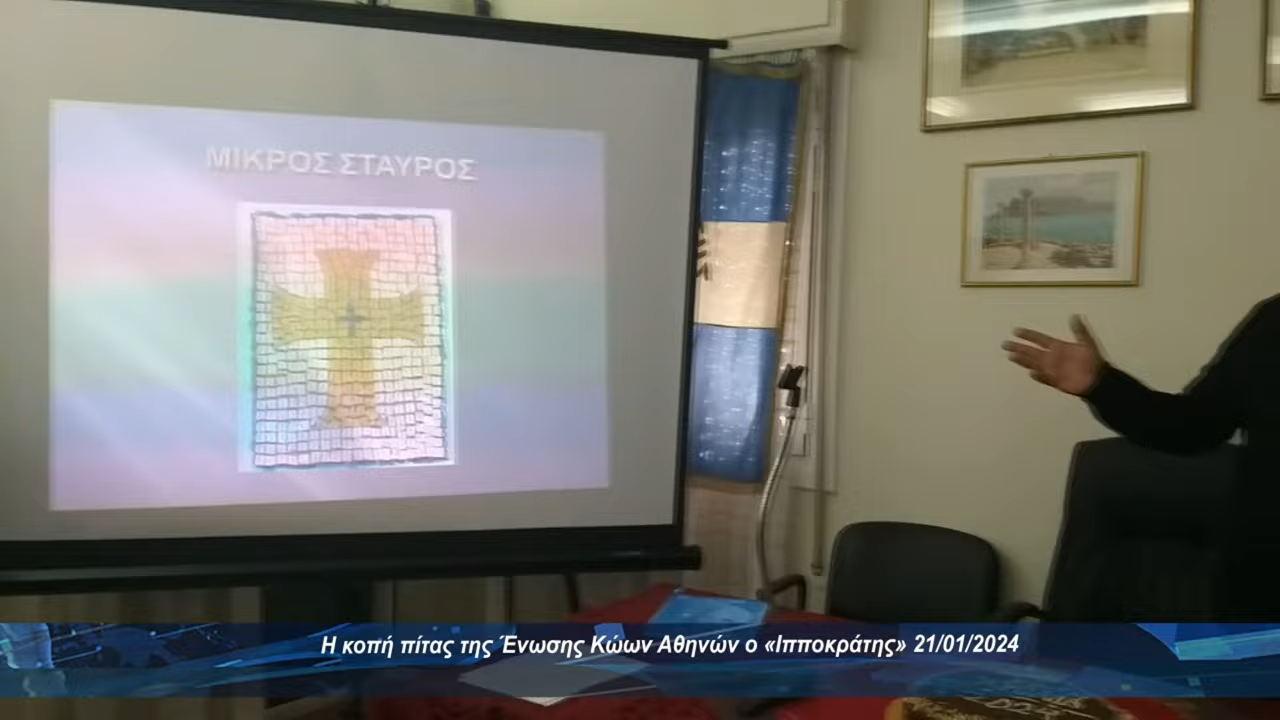 ΜΙΚΡΟΣ ΣΤΑΥΡΟΣ
Η κοπή πίτας της Ένωσης Κώων Αθηνών ο «Ιπποκράτης» 21/01/2024